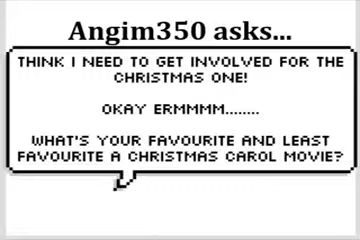 Angim350 asks...
THINK I NEED TO GET INVOLVED FOR THE
CHRISTMAS ONE!
OKAY ERMMMM........
WHAT'S YOUR FAVOURITE AND LEAST
FAVOURITE A CHRISTMAS CAROL MOVIE?